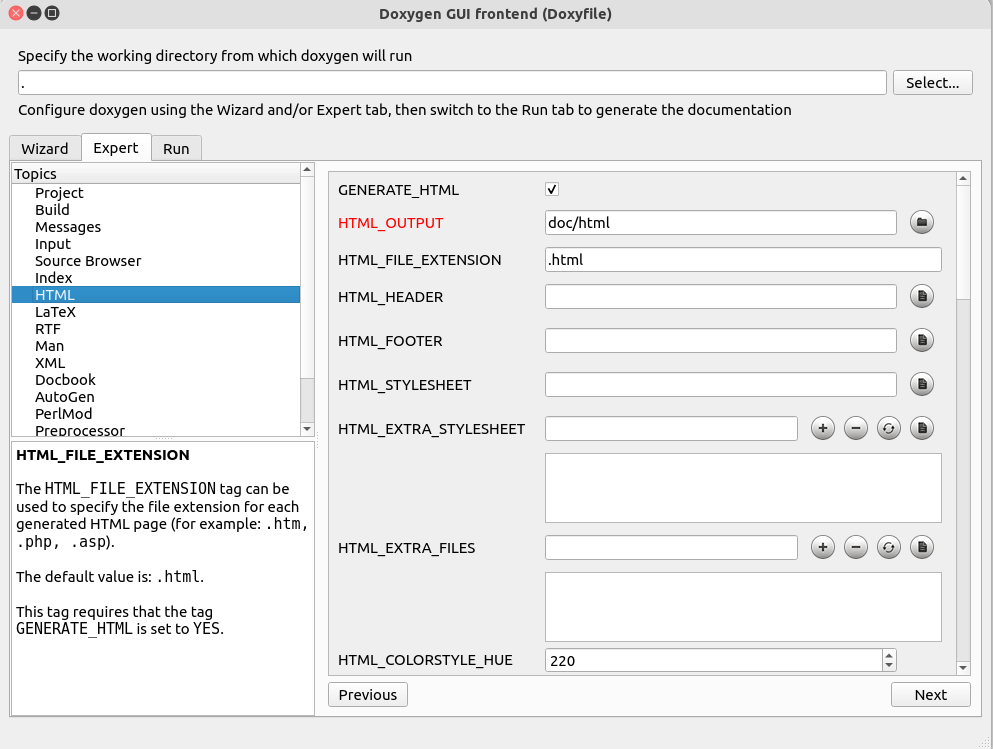 Doxygen GUI frontend (Doxyfile)
Specify the working directory from which doxygen will run
.
Select...
Configure doxygen using the Wizard and/or Expert tab, then switch to the Run tab to generate the documentation
Wizard
Expert
Run
Topics
Project
Build
Messages
Input
Source Browser
Index
HTML
LaTeX
RTF
Man
XML
Docbook
AutoGen
PerlMod
Preprocessor
HTML_FILE_EXTENSION
The HTML_FILE_EXTENSION tag can be
used to specify the file extension for each
generated HTML page (for example: .htm,
.php, .asp).
The default value is: .html.
This tag requires that the tag
GENERATE_HTML is set to YES.
GENERATE_HTML
HTML_OUTPUT
doc/html
HTML_FILE_EXTENSION
.html
HTML_HEADER
HTML_FOOTER
HTML_STYLESHEET
HTML_EXTRA_STYLESHEET
HTML_EXTRA_FILES
HTML_COLORSTYLE_HUE
220
Previous
Next